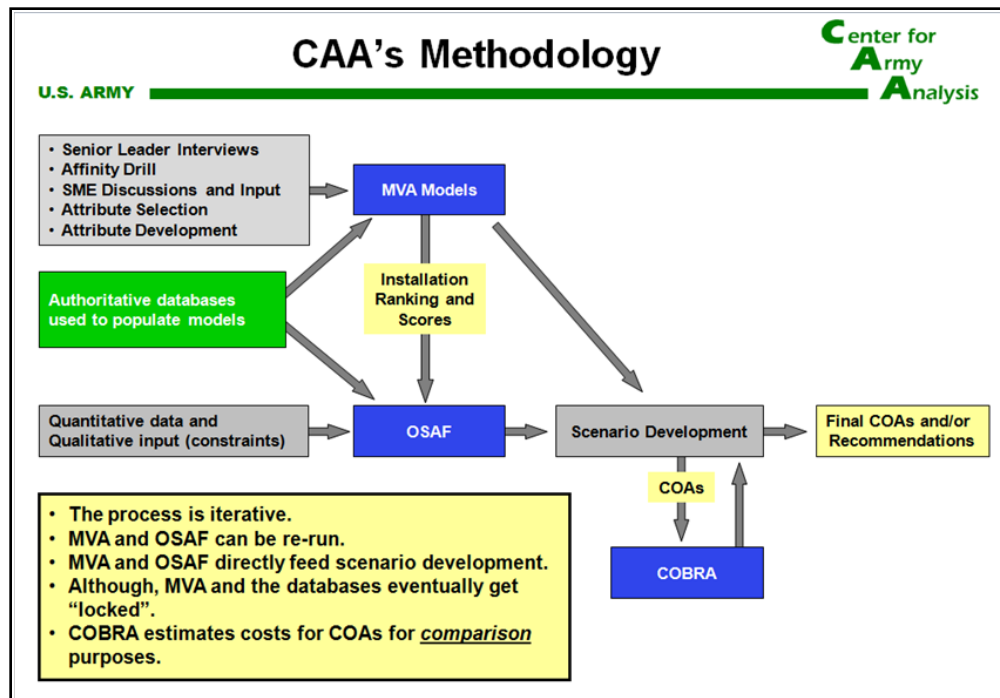 CAA's Methodology
Center for
Army
Analysis
U.S. ARMY
• Senior Leader Interviews
• Affinity Drill
• SME Discussions and Input
• Attribute Selection
• Attribute Development
MVA Models
Authoritative databases
used to populate models
Installation
Ranking and
Scores
Quantitative data and
Qualitative input (constraints)
OSAF
Scenario Development
Final COAs and/or
Recommendations
COAs
COBRA
• The process is iterative.
• MVA and OSAF can be re-run.
• MVA and OSAF directly feed scenario development.
• Although, MVA and the databases eventually get
“locked”.
• COBRA estimates costs for COAs for comparison
purposes.